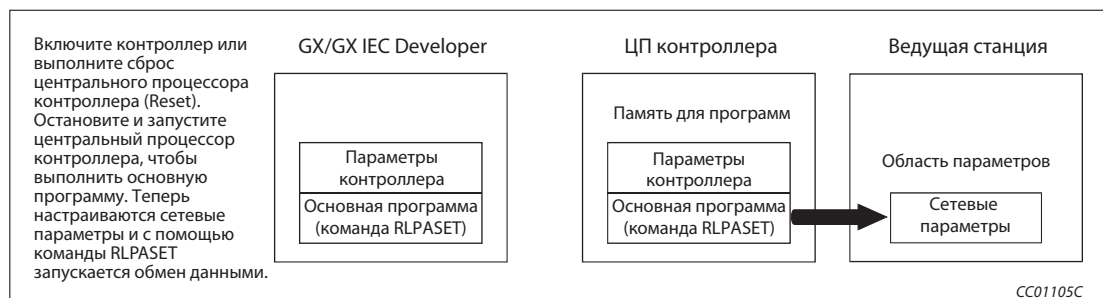 Включите контроллер или
выполните сброс
центрального процессора
контроллера (Reset).
Остановите и запустите
центральный процессор
контроллера, чтобы
выполнить основную
программу. Теперь
настраиваются сетевые
параметры и с помощью
команды RLPASET
запускается обмен данными.
GX/GX IEC Developer
Параметры
контроллера
Основная программа
(команда RLPASET)
ЦП контроллера
Память для программ
Параметры
контроллера
Основная программа
(команда RLPASET)
Ведущая станция
Область параметров
Сетевые
параметры
CC01105C